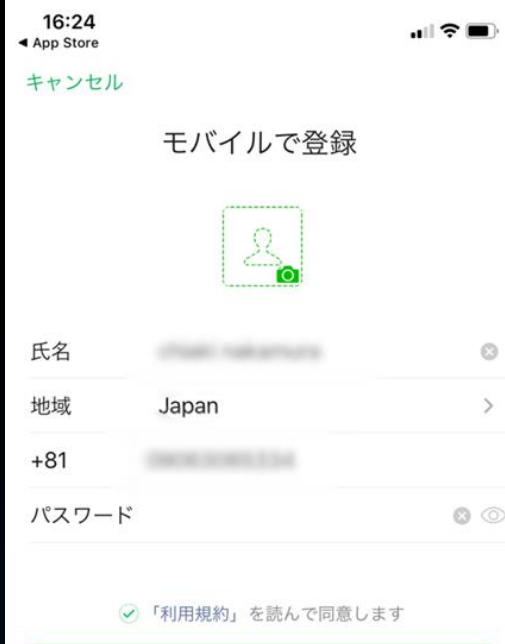 16:24
◀ App Store
キャンセル
モバイルで登録
氏名
地域 Japan
+81
パスワード
「利用規約」を読んで同意します